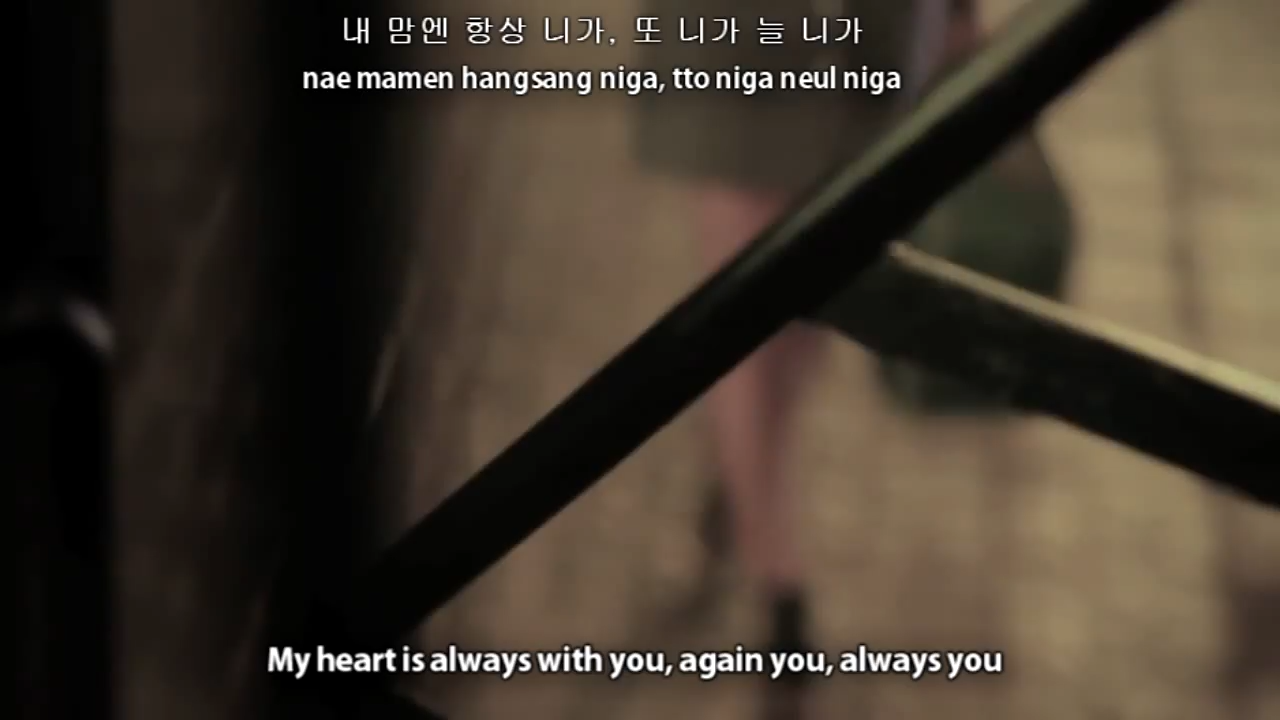 내 맘엔 항상 니가, 또 니가 늘 니가
nae mamen hangsang niga, tto niga neul niga
My heart is always with you, again you, always you